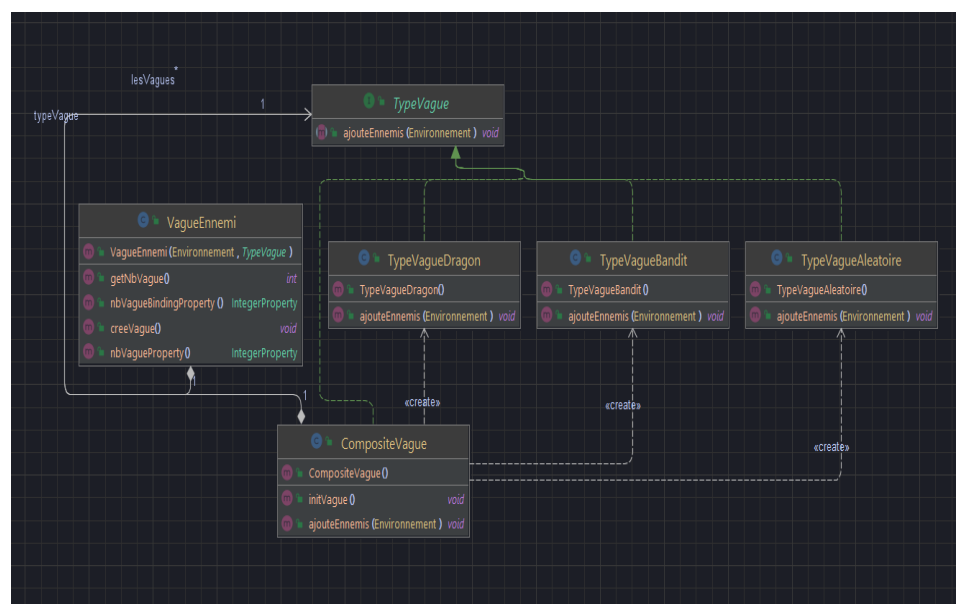 lesVagues *
typeVague
1
TypeVague
ajouteEnnemis (Environnement ) void
VagueEnnemi
VagueEnnemi (Environnement , TypeVague )
getNbVague() int
nbVagueBindingProperty () IntegerProperty
creeVague() void
nbVagueProperty() IntegerProperty
TypeVagueDragon
TypeVagueDragon()
ajouteEnnemis (Environnement ) void
TypeVagueBandit
TypeVagueBandit ()
ajouteEnnemis (Environnement ) void
TypeVagueAleatoire
TypeVagueAleatoire()
ajouteEnnemis (Environnement ) void
1
1
«create»
«create»
«create»
CompositeVague
CompositeVague ()
initVague () void
ajouteEnnemis (Environnement ) void